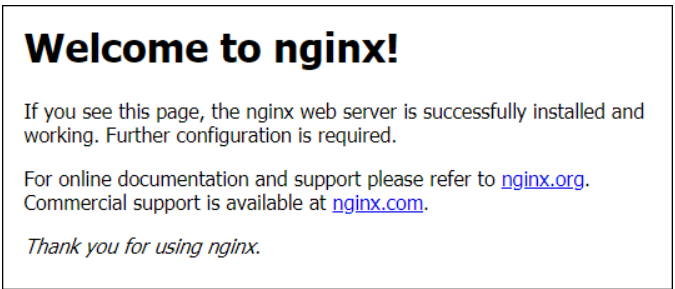 Welcome to nginx!
If you see this page, the nginx web server is successfully installed and
working. Further configuration is required.
For online documentation and support please refer to nginx.org.
Commercial support is available at nginx.com.
Thank you for using nginx.